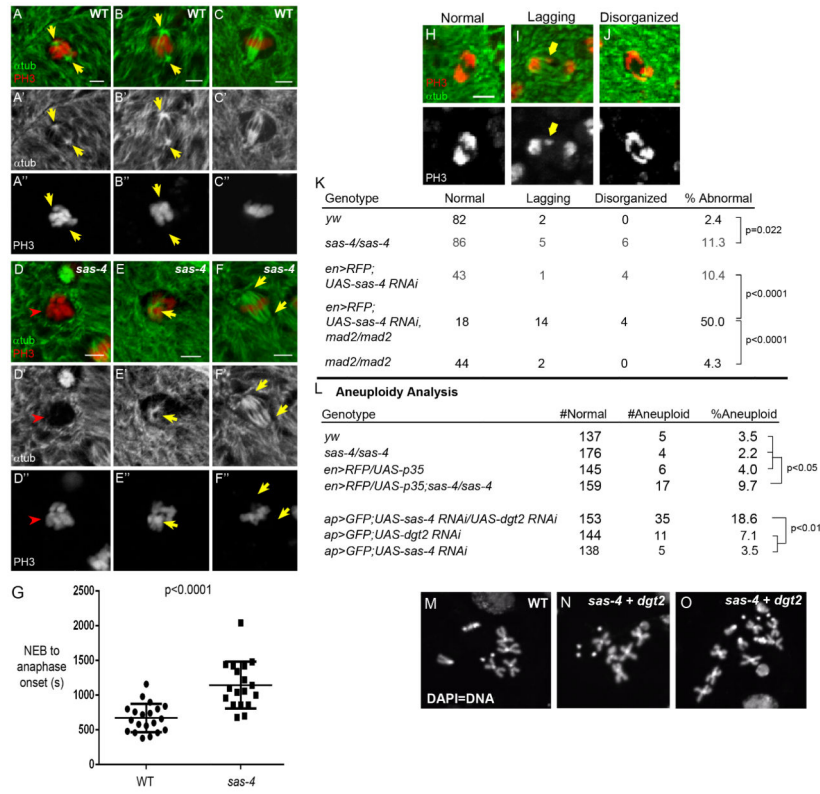 A WT
B WT
C WT
αtub
PH3
A' B' C'
αtub
A'' B'' C''
PH3
D sas-4
E sas-4
F sas-4
αtub
PH3
D' E' F'
αtub
D'' E'' F''
PH3
G
p<0.0001
NEB to
anaphase
onset (s)
2500
2000
1500
1000
500
0
WT sas-4
Normal Lagging Disorganized
H I J
PH3
αtub
PH3
K
Genotype Normal Lagging Disorganized % Abnormal
yw 82 2 0 2.4
p=0.022
sas-4/sas-4 86 5 6 11.3
en>RFP;
UAS-sas-4 RNAi 43 1 4 10.4
p<0.0001
en>RFP;
UAS-sas-4 RNAi, 18 14 4 50.0
mad2/mad2
p<0.0001
mad2/mad2 44 2 0 4.3
L Aneuploidy Analysis
Genotype #Normal #Aneuploid %Aneuploid
yw 137 5 3.5
sas-4/sas-4 176 4 2.2
p<0.05
en>RFP/UAS-p35 145 6 4.0
en>RFP/UAS-p35;sas-4/sas-4 159 17 9.7
ap>GFP;UAS-sas-4 RNAi/UAS-dgt2 RNAi 153 35 18.6
p<0.01
ap>GFP;UAS-dgt2 RNAi 144 11 7.1
ap>GFP;UAS-sas-4 RNAi 138 5 3.5
M WT
N sas-4 + dgt2
O sas-4 + dgt2
DAPI=DNA